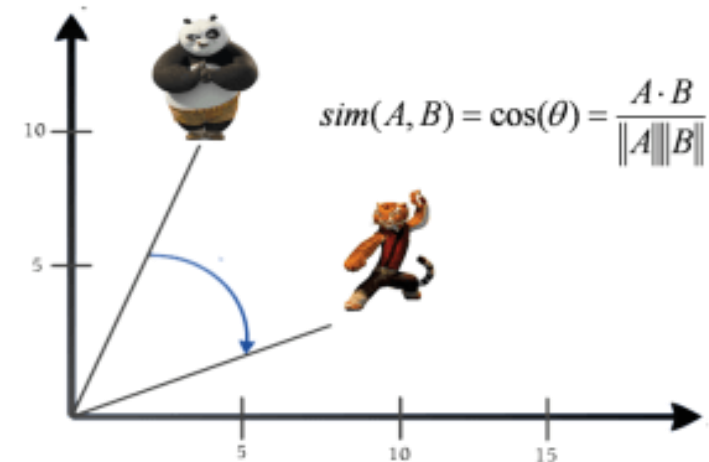 sim(A, B) = cos(θ) = A · B / ‖A‖‖B‖
10
5
5 10 15